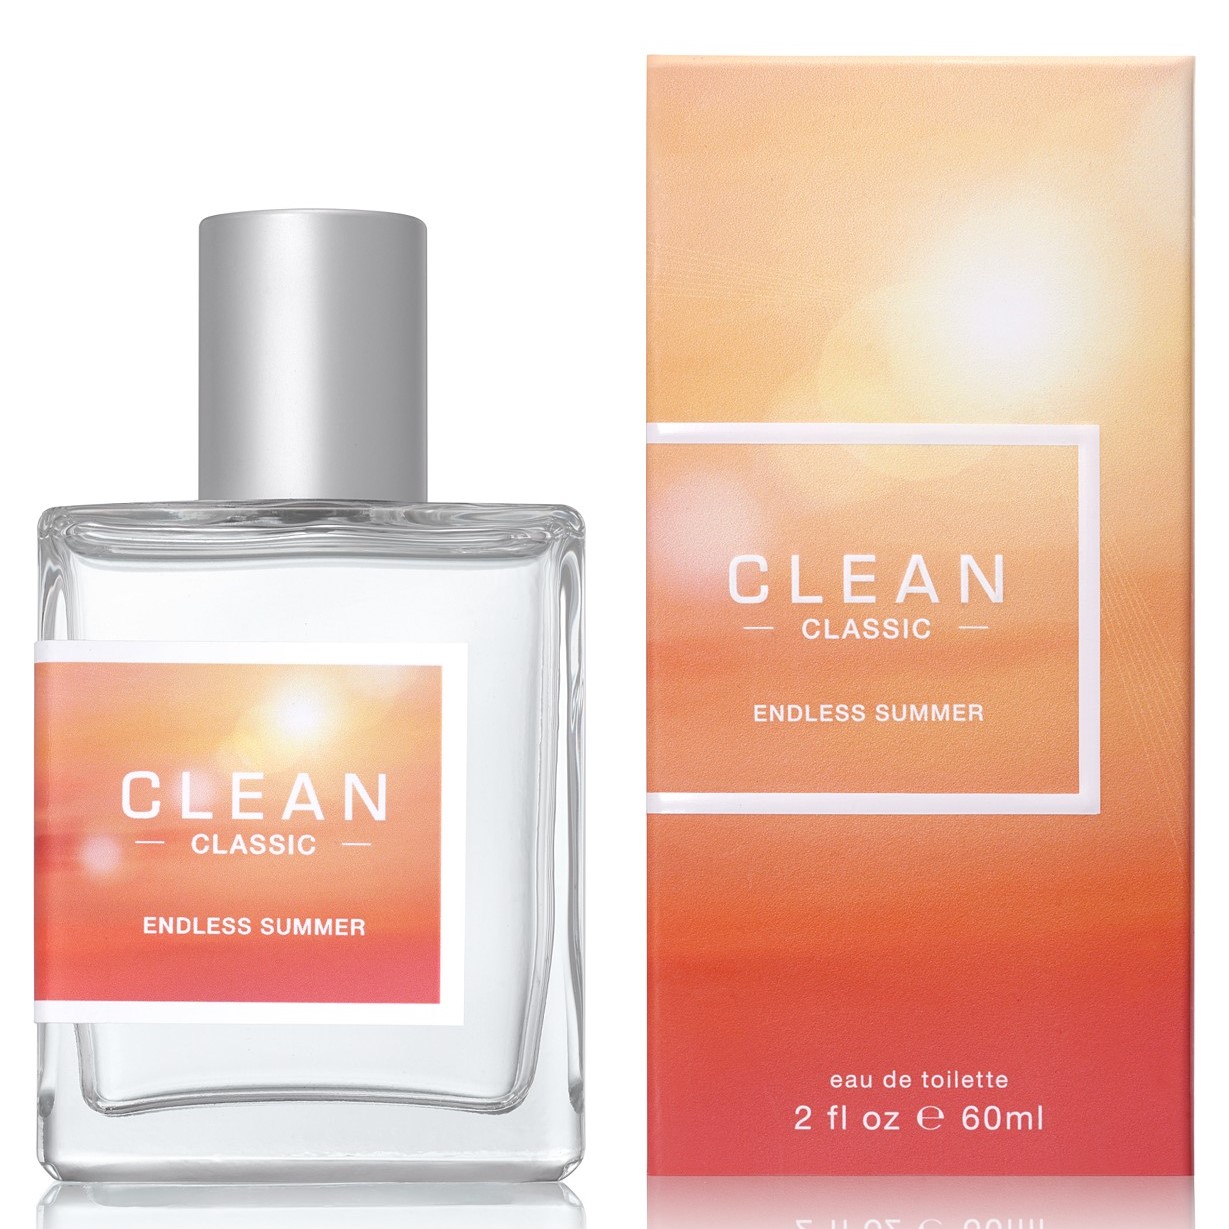 CLEAN
CLASSIC
ENDLESS SUMMER
CLEAN
CLASSIC
ENDLESS SUMMER
eau de toilette
2 fl oz ℮ 60ml